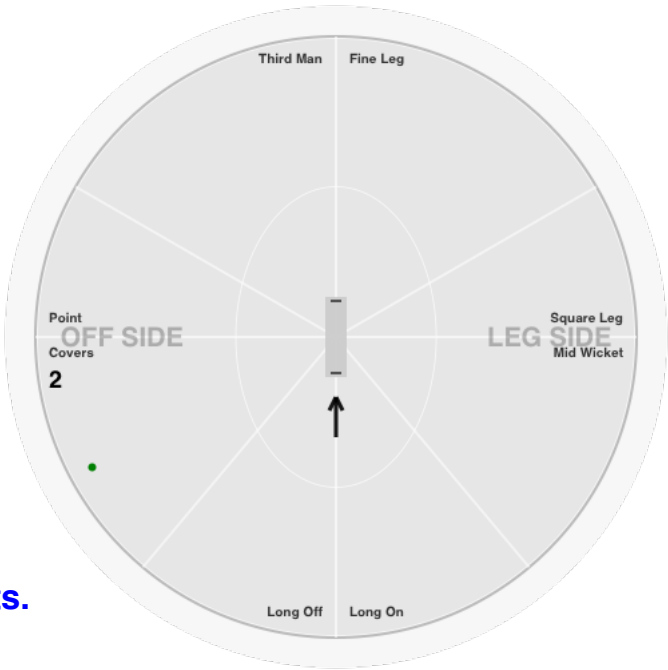 Third Man
Fine Leg
Point
Square Leg
OFF SIDE
LEG SIDE
Covers
Mid Wicket
2
Long Off
Long On